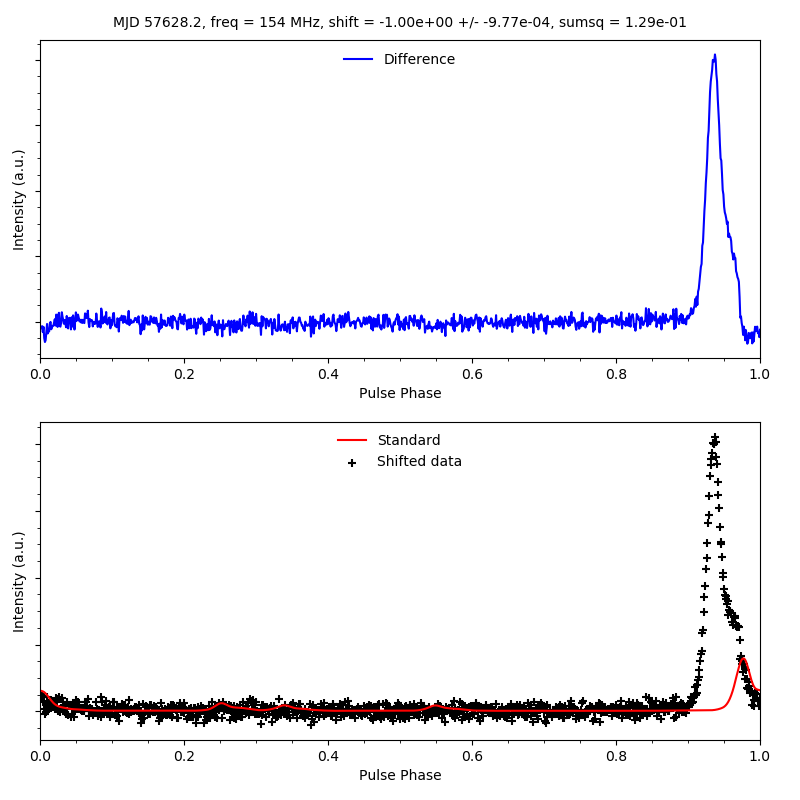 MJD 57628.2, freq = 154 MHz, shift = -1.00e+00 +/- -9.77e-04, sumsq = 1.29e-01
Difference
Intensity (a.u.)
0.0 0.2 0.4 0.6 0.8 1.0
Pulse Phase
Standard
Shifted data
Intensity (a.u.)
0.0 0.2 0.4 0.6 0.8 1.0
Pulse Phase